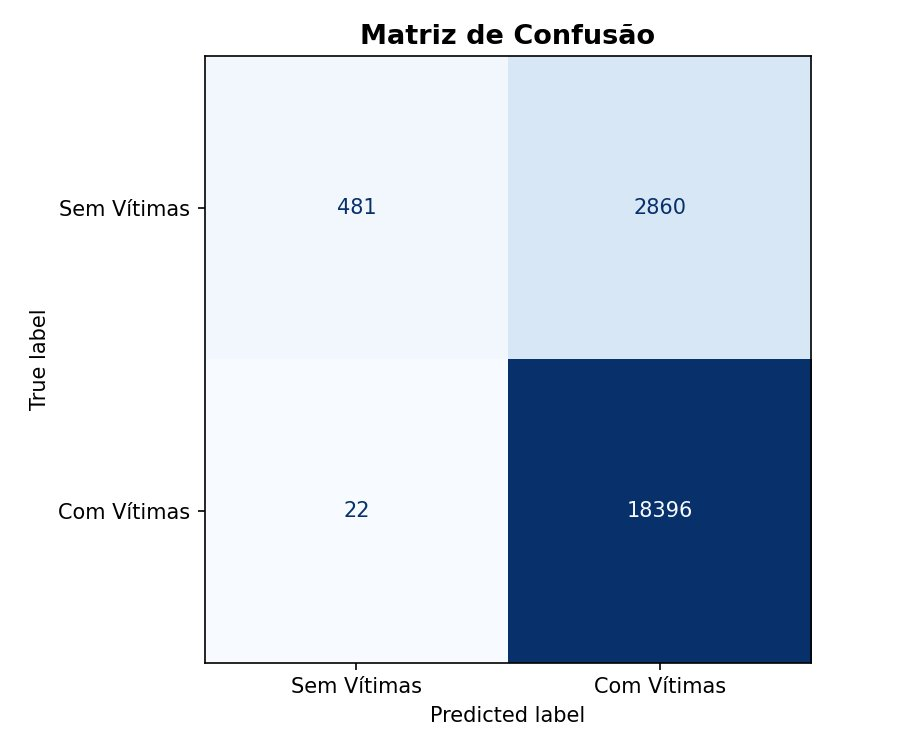 Matriz de Confusão
Sem Vítimas
481
2860
True label
Com Vítimas
22
18396
Sem Vítimas
Com Vítimas
Predicted label